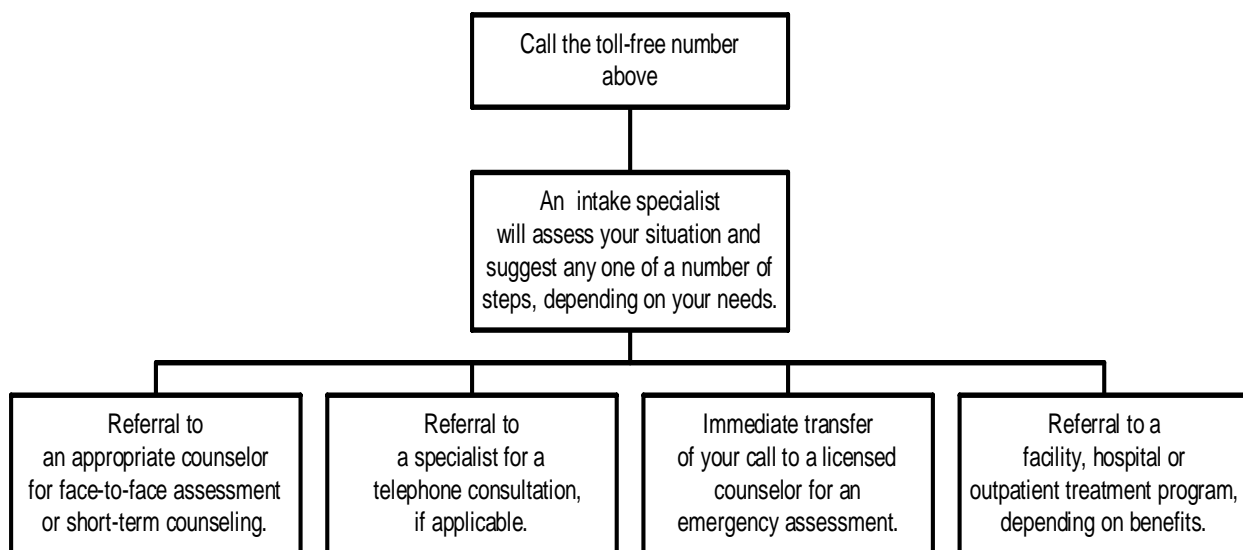 Call the toll-free number
above
An intake specialist
will assess your situation and
suggest any one of a number of
steps, depending on your needs.
Referral to
an appropriate counselor
for face-to-face assessment
or short-term counseling.
Referral to
a specialist for a
telephone consultation,
if applicable.
Immediate transfer
of your call to a licensed
counselor for an
emergency assessment.
Referral to a
facility, hospital or
outpatient treatment program,
depending on benefits.